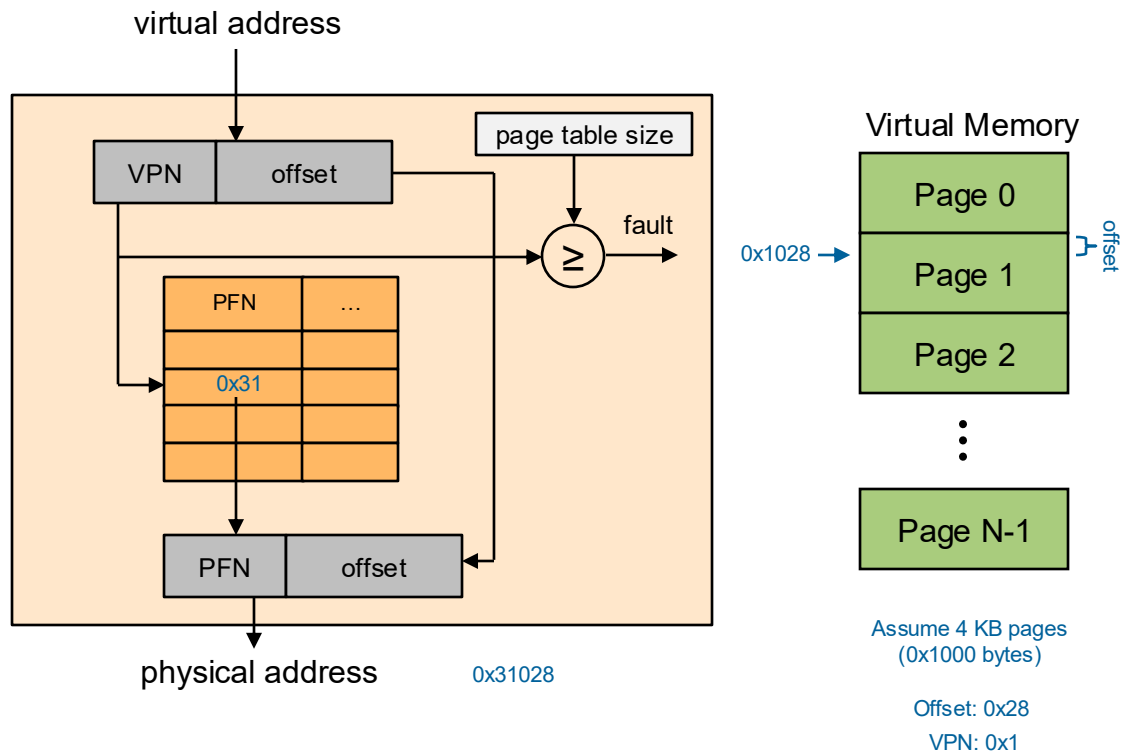 virtual address
page table size
VPN
offset
fault
≥
PFN
...
0x31
PFN
offset
physical address
0x31028
Virtual Memory
Page 0
0x1028
Page 1
offset
Page 2
Page N-1
Assume 4 KB pages
(0x1000 bytes)
Offset: 0x28
VPN: 0x1